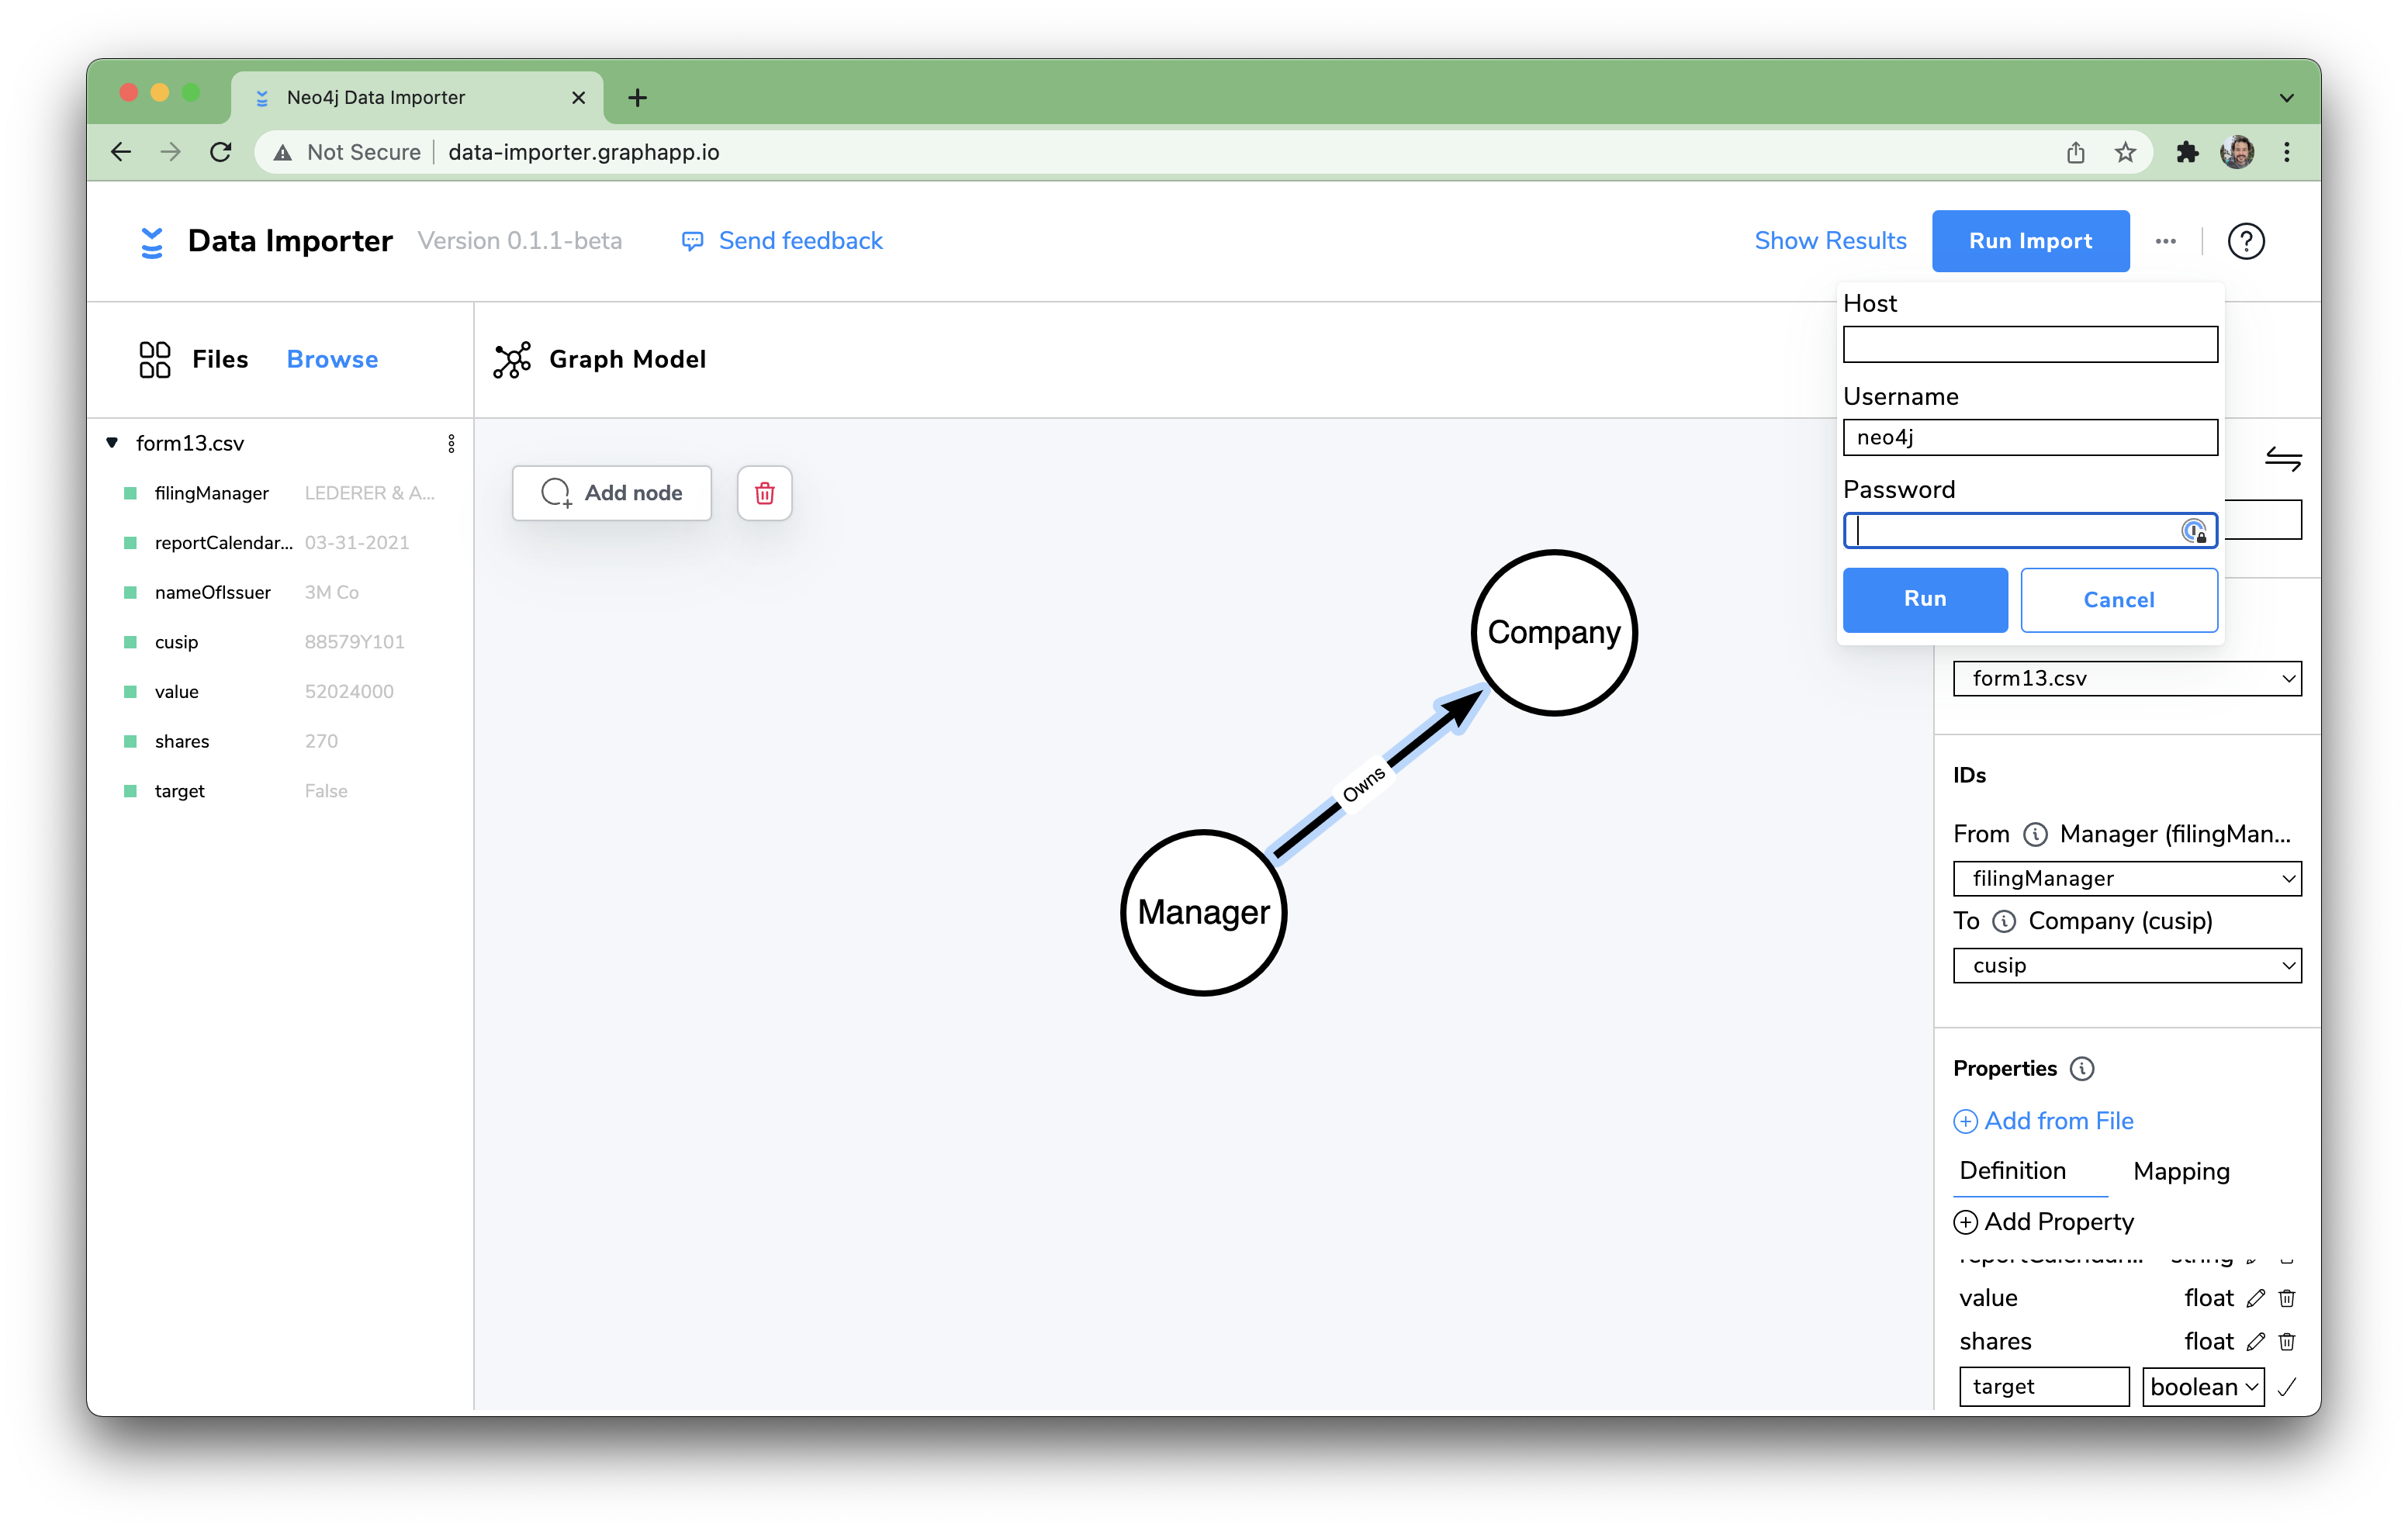 Neo4j Data Importer
Not Secure
data-importer.graphapp.io
Data Importer
Version 0.1.1-beta
Send feedback
Show Results
Run Import
Host
Username
neo4j
Password
Run
Cancel
Files
Browse
Graph Model
form13.csv
filingManager LEDERER & A...
reportCalendar... 03-31-2021
nameOfIssuer 3M Co
cusip 88579Y101
value 52024000
shares 270
target False
Add node
Company
Owns
Manager
form13.csv
IDs
From Manager (filingMan...
filingManager
To Company (cusip)
cusip
Properties
Add from File
Definition Mapping
Add Property
reportCalendar... string
value float
shares float
target boolean